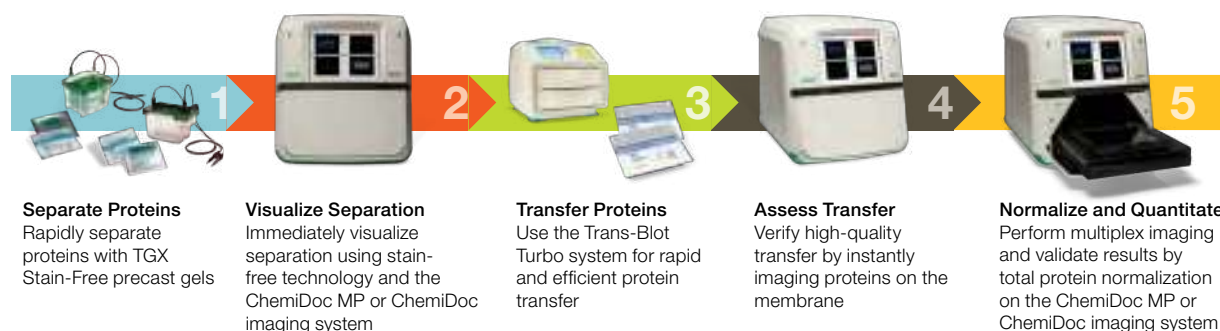 1
2
3
4
5
Separate Proteins
Rapidly separate
proteins with TGX
Stain-Free precast gels
Visualize Separation
Immediately visualize
separation using stain-
free technology and the
ChemiDoc MP or ChemiDoc
imaging system
Transfer Proteins
Use the Trans-Blot
Turbo system for rapid
and efficient protein
transfer
Assess Transfer
Verify high-quality
transfer by instantly
imaging proteins on the
membrane
Normalize and Quantitate
Perform multiplex imaging
and validate results by
total protein normalization
on the ChemiDoc MP or
ChemiDoc imaging system